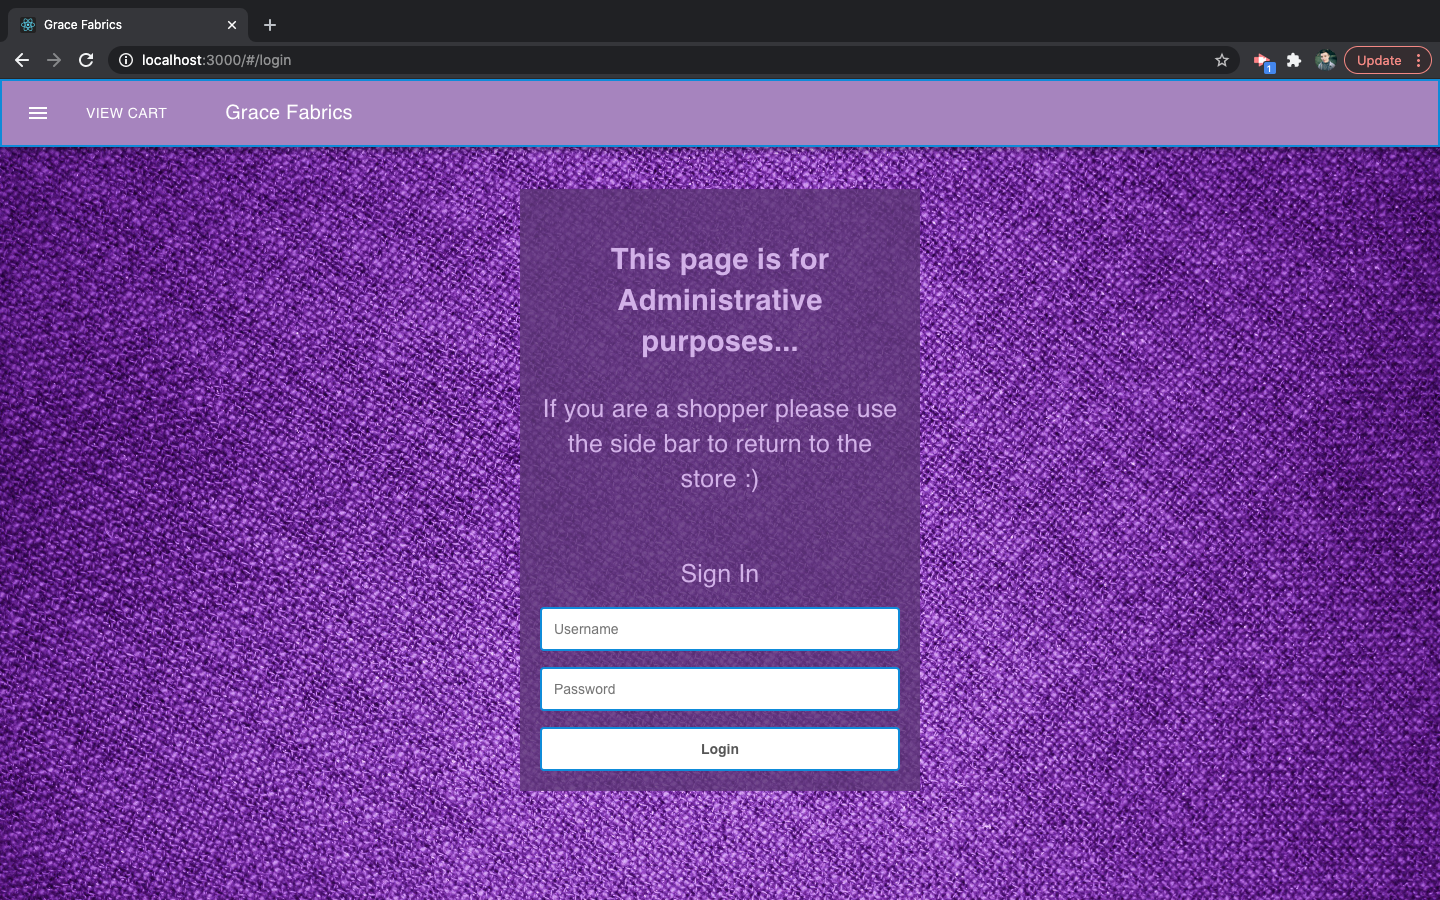 Grace Fabrics
localhost:3000/#/login
1
Update
VIEW CART
Grace Fabrics
This page is for
Administrative
purposes...
If you are a shopper please use
the side bar to return to the
store :)
Sign In
Username
Password
Login